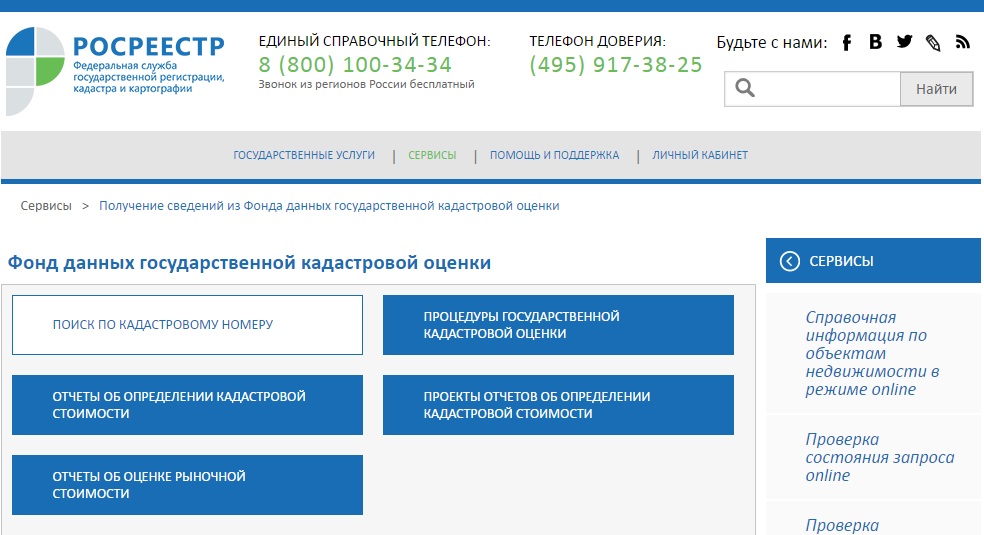 РОСРЕЕСТР
Федеральная служба
государственной регистрации,
кадастра и картографии
ЕДИНЫЙ СПРАВОЧНЫЙ ТЕЛЕФОН:
8 (800) 100-34-34
Звонок из регионов России бесплатный
ТЕЛЕФОН ДОВЕРИЯ:
(495) 917-38-25
Будьте с нами:
Найти
ГОСУДАРСТВЕННЫЕ УСЛУГИ | СЕРВИСЫ | ПОМОЩЬ И ПОДДЕРЖКА | ЛИЧНЫЙ КАБИНЕТ
Сервисы > Получение сведений из Фонда данных государственной кадастровой оценки
Фонд данных государственной кадастровой оценки
ПОИСК ПО КАДАСТРОВОМУ НОМЕРУ
ПРОЦЕДУРЫ ГОСУДАРСТВЕННОЙ
КАДАСТРОВОЙ ОЦЕНКИ
ОТЧЕТЫ ОБ ОПРЕДЕЛЕНИИ КАДАСТРОВОЙ
СТОИМОСТИ
ПРОЕКТЫ ОТЧЕТОВ ОБ ОПРЕДЕЛЕНИИ
КАДАСТРОВОЙ СТОИМОСТИ
ОТЧЕТЫ ОБ ОЦЕНКЕ РЫНОЧНОЙ
СТОИМОСТИ
СЕРВИСЫ
Справочная
информация по
объектам
недвижимости в
режиме online
Проверка
состояния запроса
online
Проверка